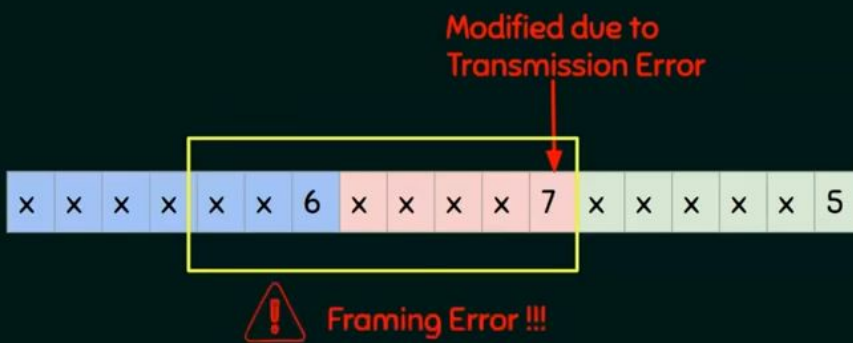 Modified due to
Transmission Error
x x x x x x 6 x x x x 7 x x x x x 5
! Framing Error !!!